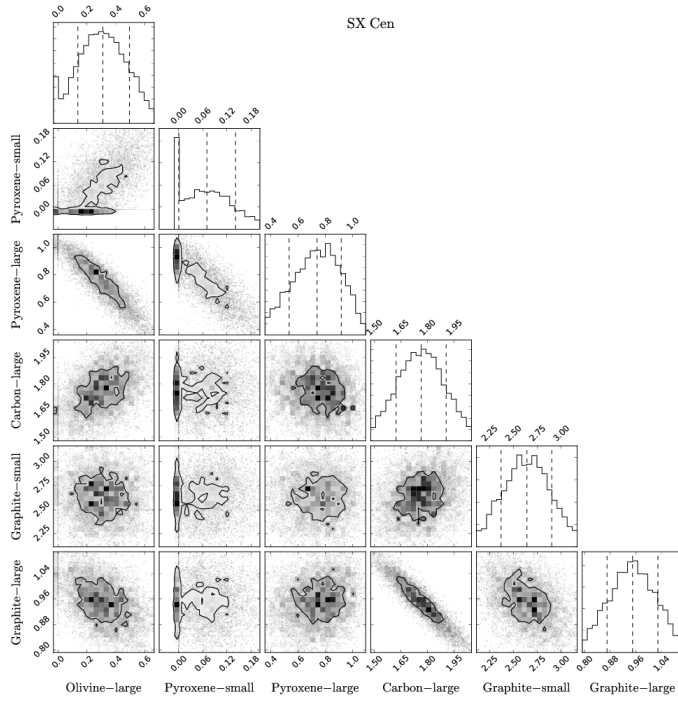 0.0 0.2 0.4 0.6
SX Cen
0.00 0.06 0.12 0.18
Pyroxene−small
0.18
0.12
0.06
0.00
0.4 0.6 0.8 1.0
Pyroxene−large
1.0
0.8
0.6
0.4
1.50 1.65 1.80 1.95
Carbon−large
1.95
1.80
1.65
1.50
2.25 2.50 2.75 3.00
Graphite−small
3.00
2.75
2.50
2.25
Graphite−large
1.04
0.96
0.88
0.80
0.0 0.2 0.4 0.6 0.00 0.06 0.12 0.18 0.4 0.6 0.8 1.0 1.50 1.65 1.80 1.95 2.25 2.50 2.75 3.00 0.80 0.88 0.96 1.04
Olivine−large Pyroxene−small Pyroxene−large Carbon−large Graphite−small Graphite−large